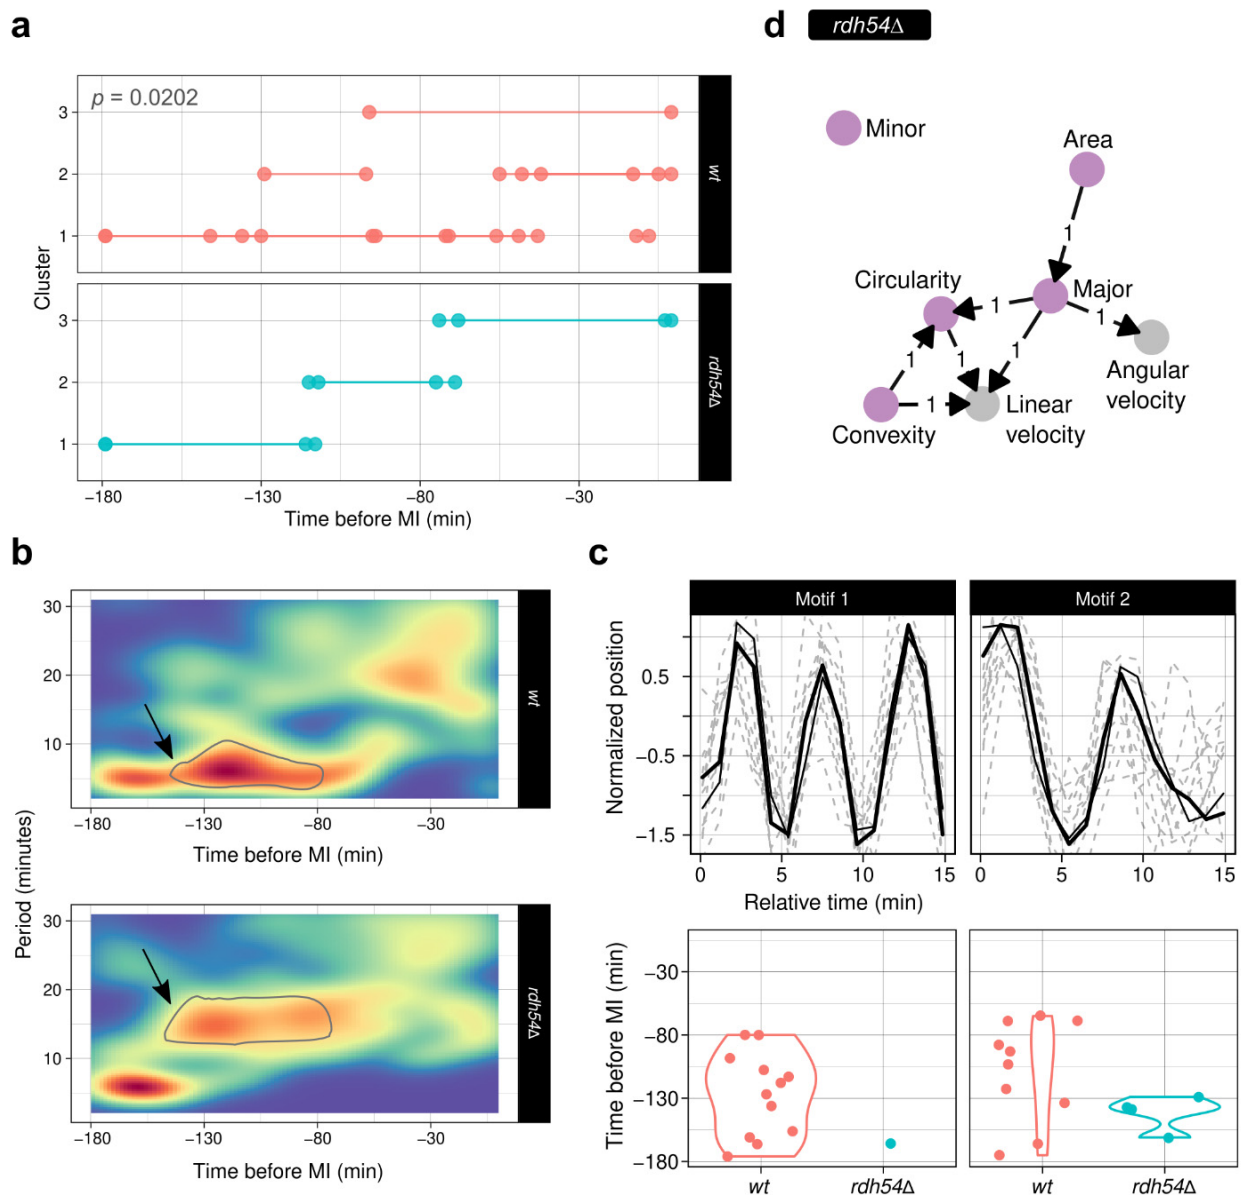 a
p = 0.0202
3
2
1
wt
Cluster
3
2
1
rdh54Δ
−180 −130 −80 −30
Time before MI (min)
d
rdh54Δ
Minor
Area
1
Circularity
Major
1
1
1
1
1
Angular
velocity
1
Linear
velocity
Convexity
b
30
20
10
wt
−180 −130 −80 −30
Time before MI (min)
Period (minutes)
30
20
10
rdh54Δ
−180 −130 −80 −30
Time before MI (min)
c
Motif 1 Motif 2
Normalized position
0.5
−0.5
−1.5
0 5 10 15 0 5 10 15
Relative time (min)
Time before MI (min)
−30
−80
−130
−180
wt rdh54Δ wt rdh54Δ